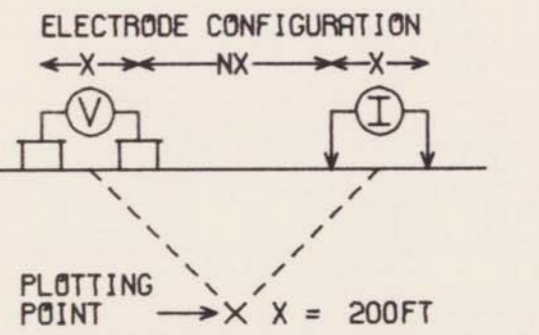 ELECTRODE CONFIGURATION
X NX X
V I
PLOTTING
POINT X X = 200FT